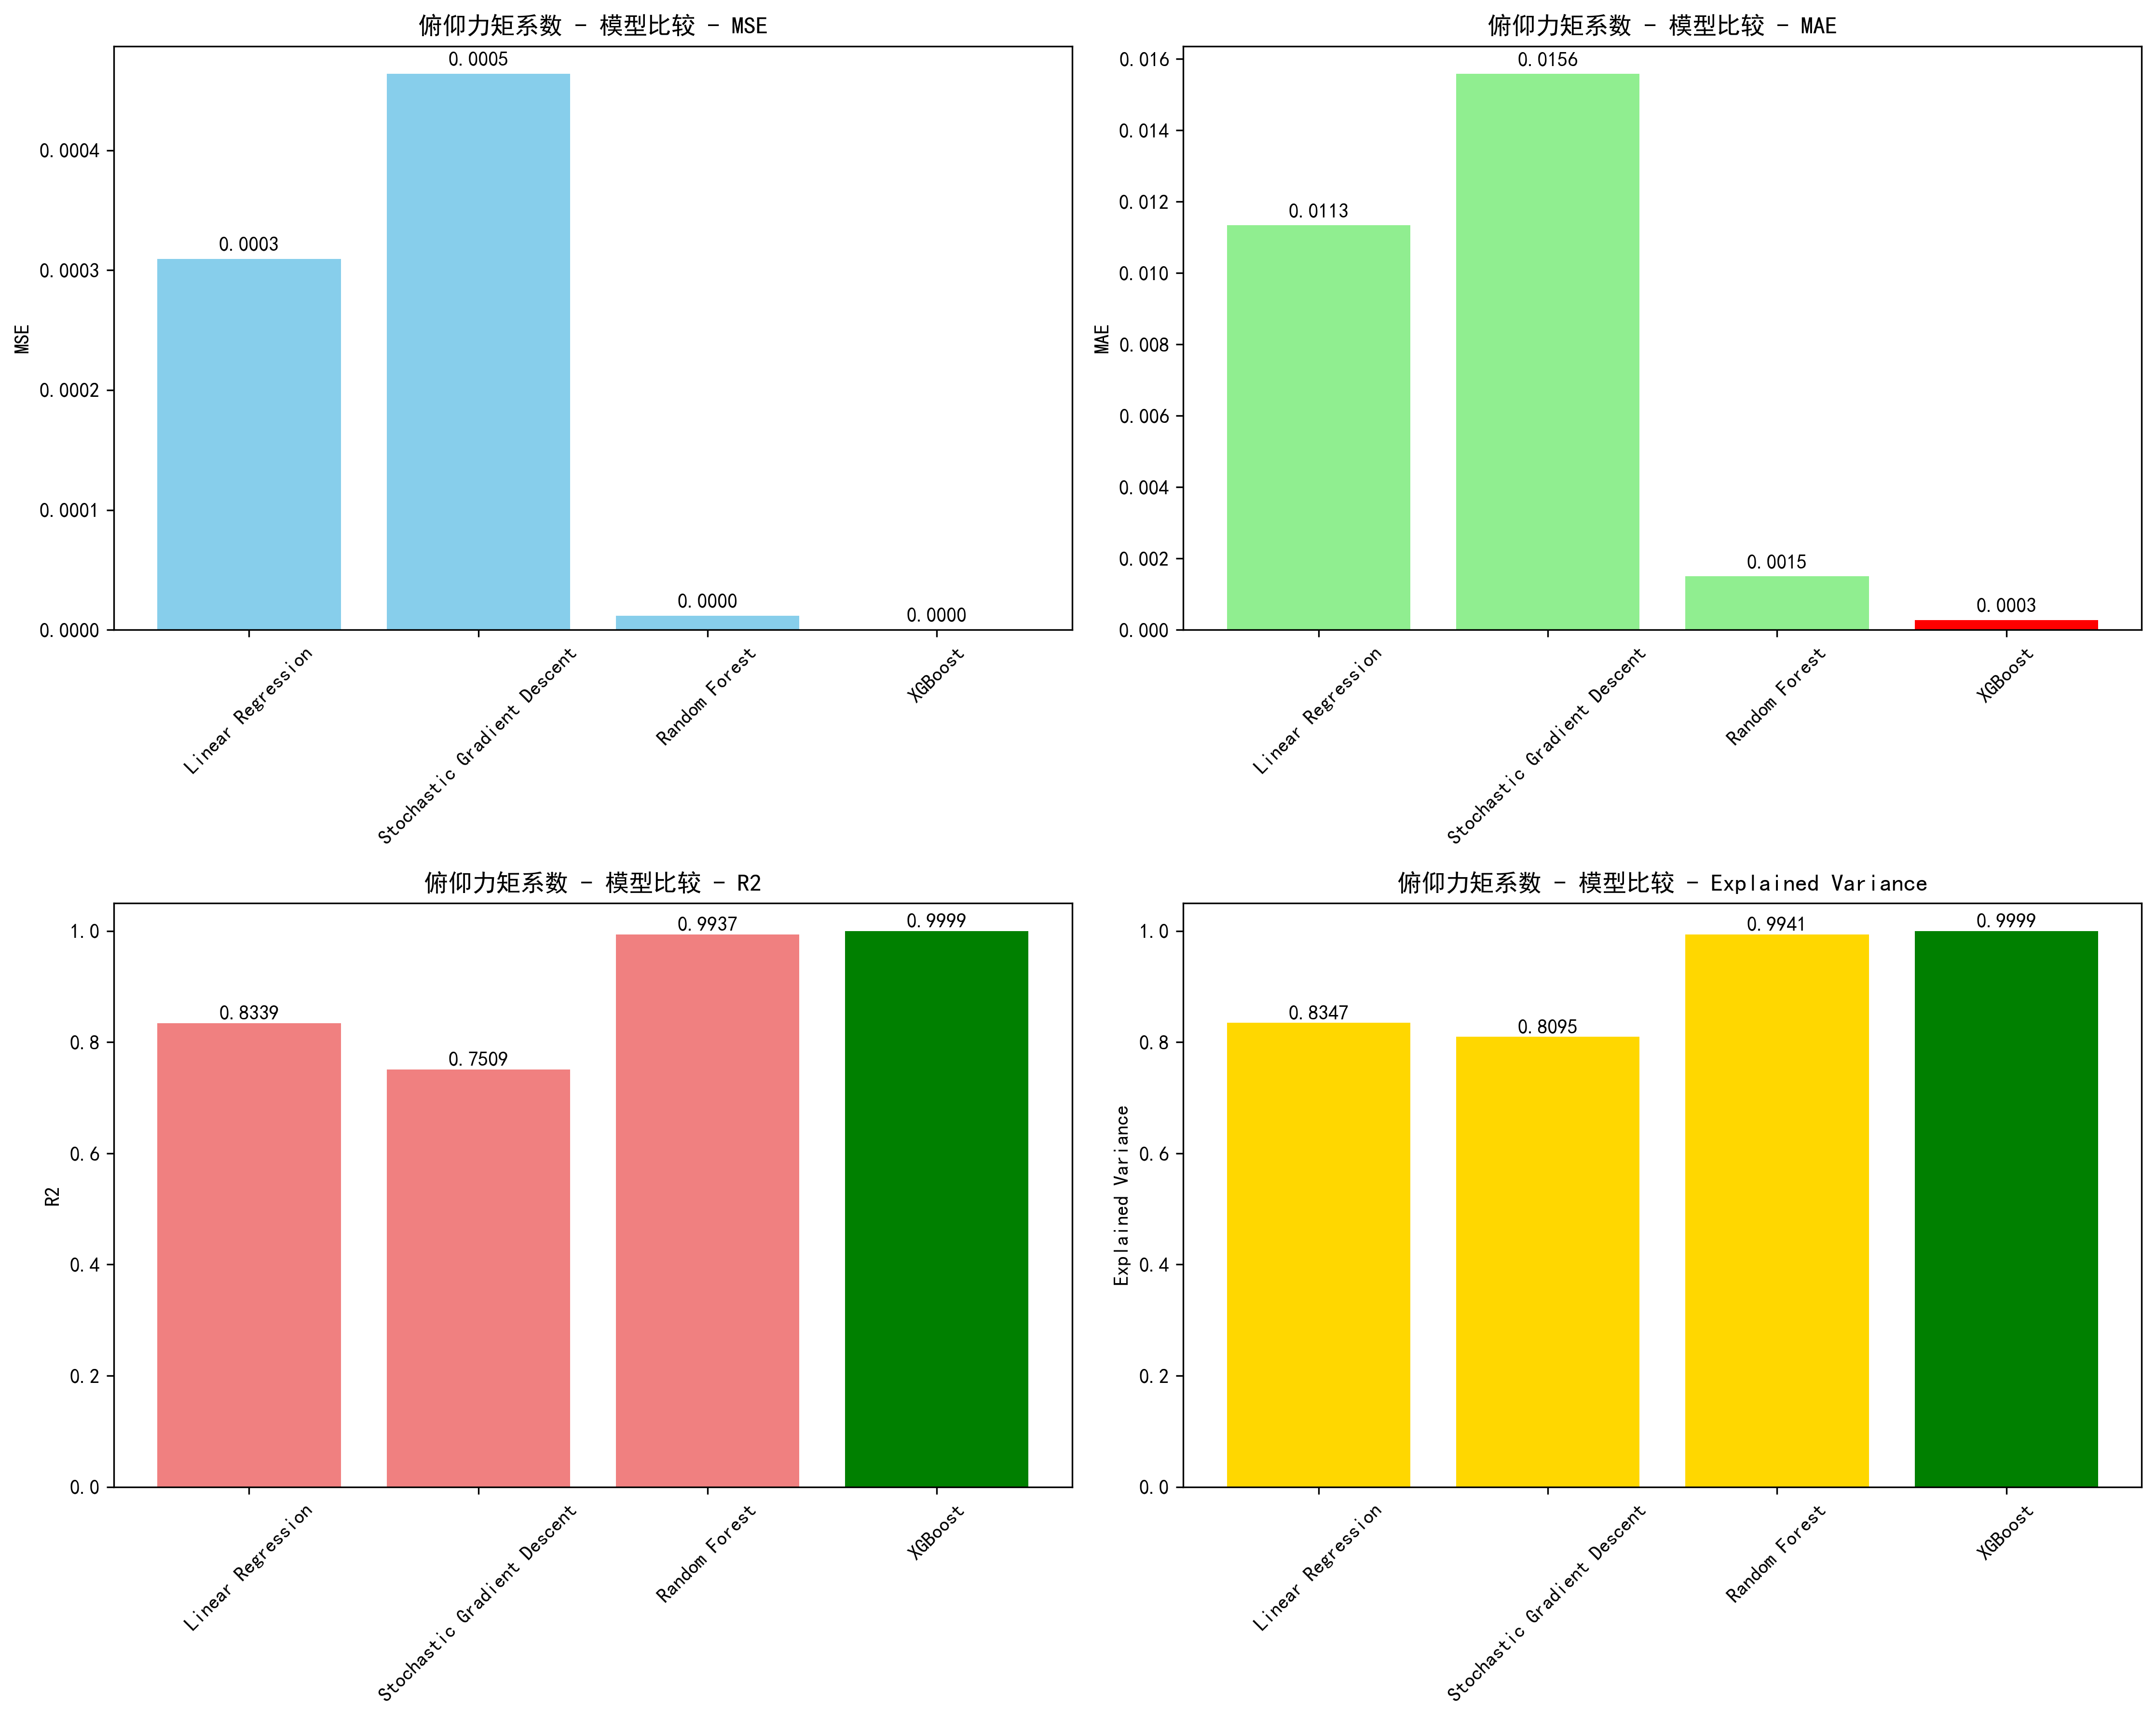 俯仰力矩系数 - 模型比较 - MSE
0.0005
0.0004
0.0003
0.0003
0.0002
0.0001
0.0000
0.0000
0.0000
MSE
Linear Regression
Stochastic Gradient Descent
Random Forest
XGBoost
俯仰力矩系数 - 模型比较 - MAE
0.016
0.0156
0.014
0.012
0.0113
0.010
0.008
0.006
0.004
0.002
0.0015
0.0003
0.000
MAE
Linear Regression
Stochastic Gradient Descent
Random Forest
XGBoost
俯仰力矩系数 - 模型比较 - R2
1.0
0.9937
0.9999
0.8339
0.8
0.7509
0.6
0.4
0.2
0.0
R2
Linear Regression
Stochastic Gradient Descent
Random Forest
XGBoost
俯仰力矩系数 - 模型比较 - Explained Variance
1.0
0.9941
0.9999
0.8347
0.8095
0.8
0.6
0.4
0.2
0.0
Explained Variance
Linear Regression
Stochastic Gradient Descent
Random Forest
XGBoost